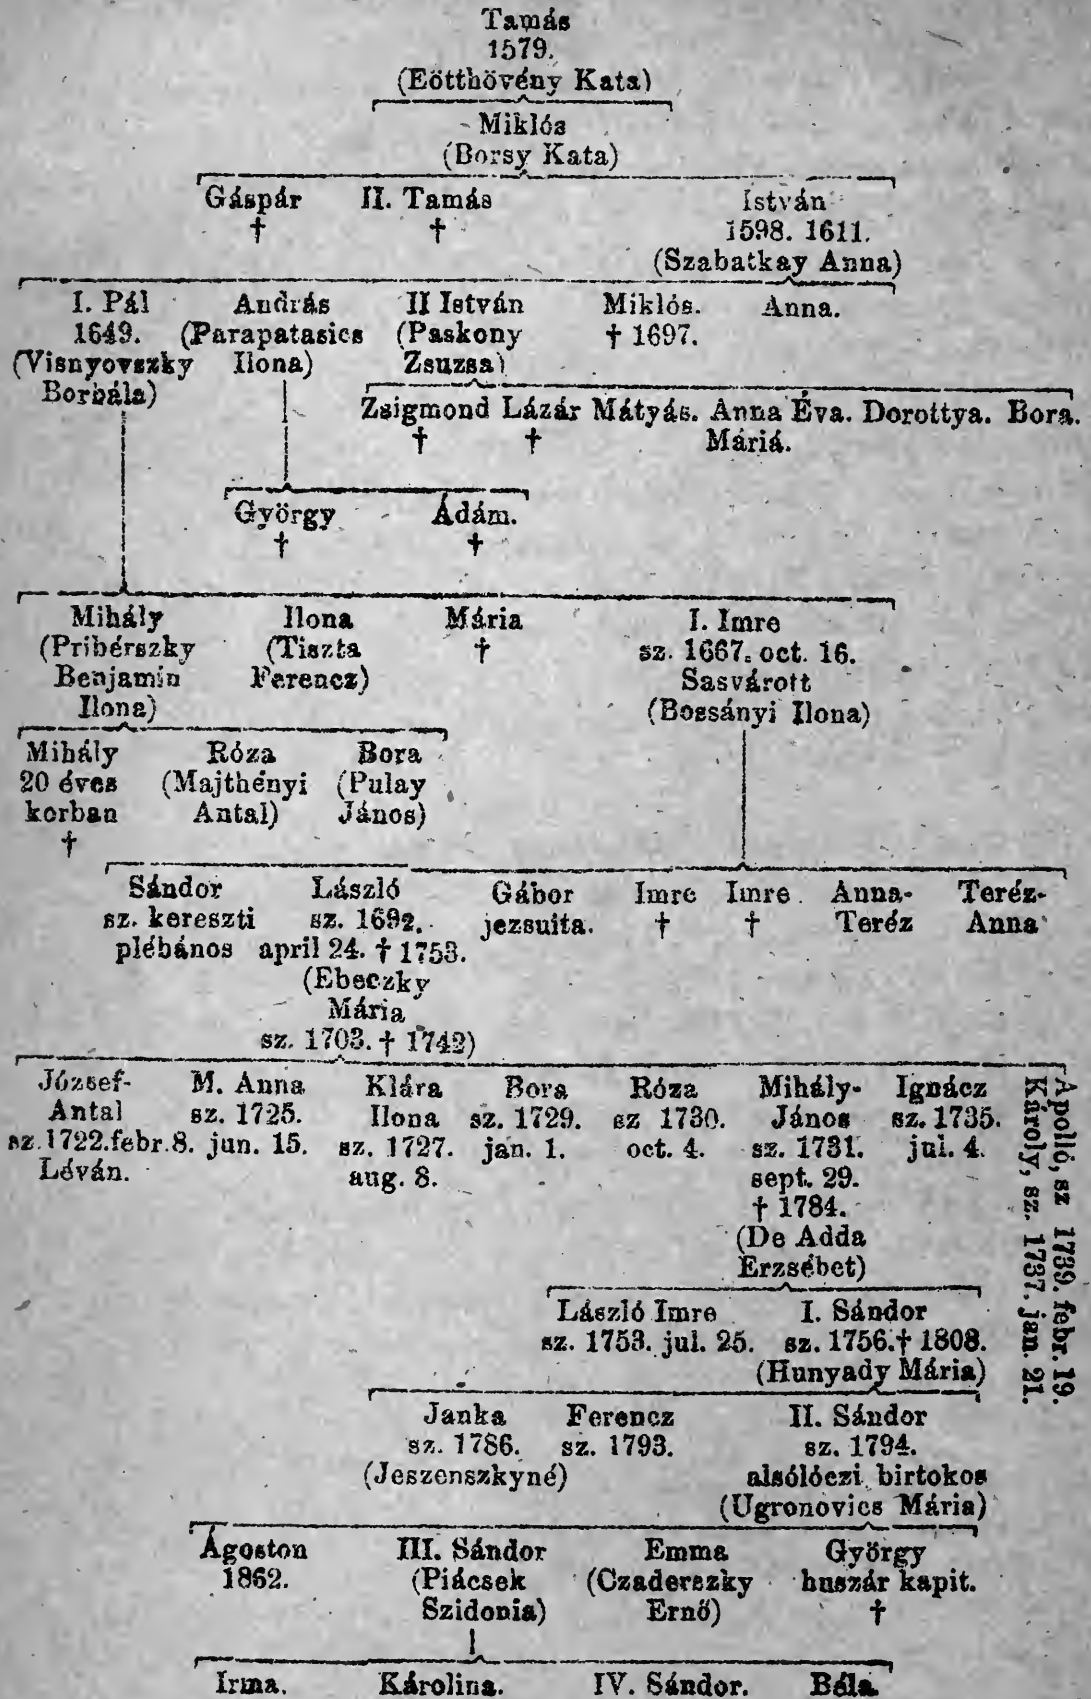 Tamás
1579.
(Eötthövény Kata)
Miklós
(Borsy Kata)
Gáspár II. Tamás István
† † 1598. 1611.
(Szabatkay Anna)
I. Pál András II István Miklós. Anna.
1649. (Parapatasics (Paskony † 1697.
(Visnyovszky Ilona) Zsuzsa)
Borbála)
Zsigmond Lázár Mátyás. Anna Éva. Dorottya. Bora.
† † Máriá.
György Ádám.
† †
Mihály Ilona Mária I. Imre
(Pribérszky (Tiszta † sz. 1667. oct. 16.
Benjamin Ferencz) Sasvárott
Ilona) (Bossányi Ilona)
Mihály Róza Bora
20 éves (Majthényi (Pulay
korban Antal) János)
†
Sándor László Gábor Imre Imre Anna- Teréz-
sz. kereszti sz. 1692. jezsuita. † † Teréz Anna
plébános april 24. † 1753.
(Ebeczky
Mária
sz. 1703. † 1742)
József- M. Anna Klára Bora Róza Mihály- Ignácz
Antal sz. 1725. Ilona sz. 1729. sz 1730. János sz. 1735.
sz. 1722.febr.8. jun. 15. sz. 1727. jan. 1. oct. 4. sz. 1731. jul. 4.
Léván. aug. 8. sept. 29.
† 1784.
(De Adda
Erzsébet)
Apolló, sz 1739. febr. 19.
Károly, sz. 1737. jan. 21.
László Imre I. Sándor
sz. 1753. jul. 25. sz. 1756. † 1808.
(Hunyady Mária)
Janka Ferencz II. Sándor
sz. 1786. sz. 1793. sz. 1794.
(Jeszenszkyné) alsólóczi birtokos
(Ugronovics Mária)
Ágoston III. Sándor Emma György
1862. (Piácsek (Czaderszky huszár kapit.
Szidonia) Ernő) †
Irma. Károlina. IV. Sándor. Béla